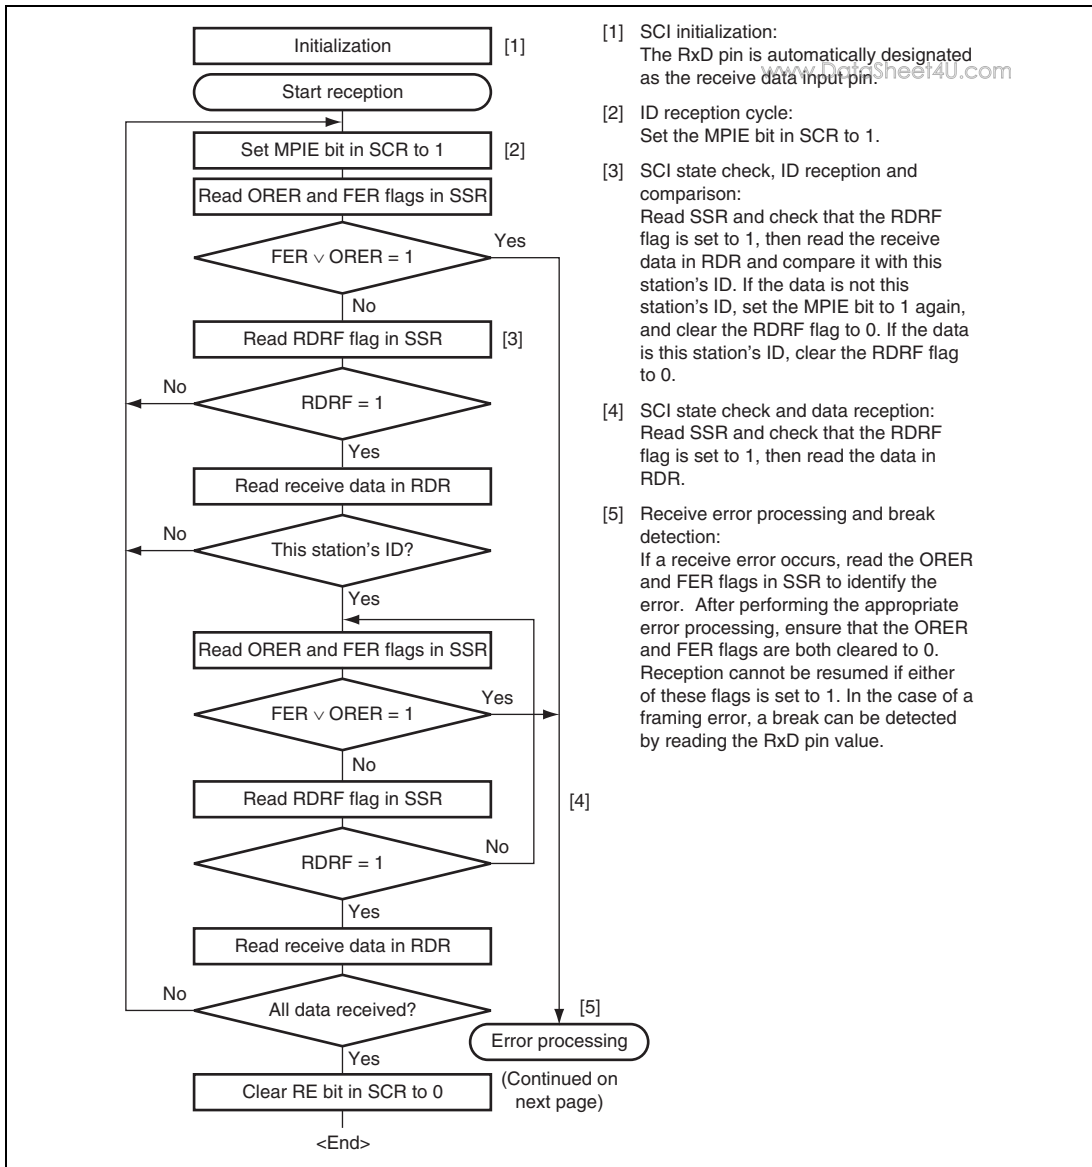 Initialization [1]
Start reception
Set MPIE bit in SCR to 1 [2]
Read ORER and FER flags in SSR
FER ∨ ORER = 1
Yes
No
Read RDRF flag in SSR [3]
No
RDRF = 1
Yes
Read receive data in RDR
No
This station's ID?
Yes
Read ORER and FER flags in SSR
FER ∨ ORER = 1
Yes
No
Read RDRF flag in SSR
[4]
RDRF = 1
No
Yes
Read receive data in RDR
No
All data received?
[5]
Error processing
Yes
(Continued on
next page)
Clear RE bit in SCR to 0
<End>
[1] SCI initialization:
The RxD pin is automatically designated
as the receive data input pin.
www.DataSheet4U.com
[2] ID reception cycle:
Set the MPIE bit in SCR to 1.
[3] SCI state check, ID reception and
comparison:
Read SSR and check that the RDRF
flag is set to 1, then read the receive
data in RDR and compare it with this
station's ID. If the data is not this
station's ID, set the MPIE bit to 1 again,
and clear the RDRF flag to 0. If the data
is this station's ID, clear the RDRF flag
to 0.
[4] SCI state check and data reception:
Read SSR and check that the RDRF
flag is set to 1, then read the data in
RDR.
[5] Receive error processing and break
detection:
If a receive error occurs, read the ORER
and FER flags in SSR to identify the
error. After performing the appropriate
error processing, ensure that the ORER
and FER flags are both cleared to 0.
Reception cannot be resumed if either
of these flags is set to 1. In the case of a
framing error, a break can be detected
by reading the RxD pin value.